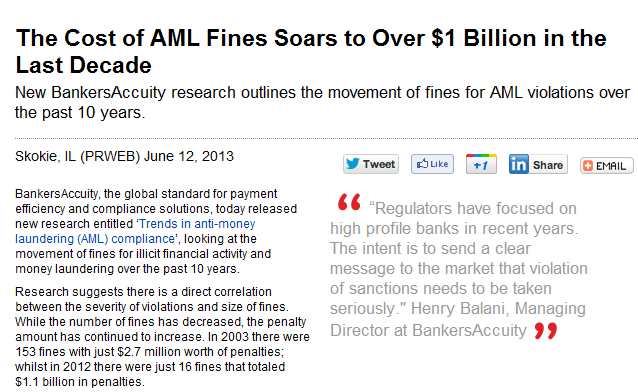 The Cost of AML Fines Soars to Over $1 Billion in the
Last Decade
New BankersAccuity research outlines the movement of fines for AML violations over
the past 10 years.
Skokie, IL (PRWEB) June 12, 2013
Tweet
Like
+1
in Share
EMAIL
BankersAccuity, the global standard for payment
efficiency and compliance solutions, today released
new research entitled ‘Trends in anti-money
laundering (AML) compliance’, looking at the
movement of fines for illicit financial activity and
money laundering over the past 10 years.
Research suggests there is a direct correlation
between the severity of violations and size of fines.
While the number of fines has decreased, the penalty
amount has continued to increase. In 2003 there were
153 fines with just $2.7 million worth of penalties;
whilst in 2012 there were just 16 fines that totaled
$1.1 billion in penalties.
“ “Regulators have focused on
high profile banks in recent years.
The intent is to send a clear
message to the market that violation
of sanctions needs to be taken
seriously." Henry Balani, Managing
Director at BankersAccuity ”